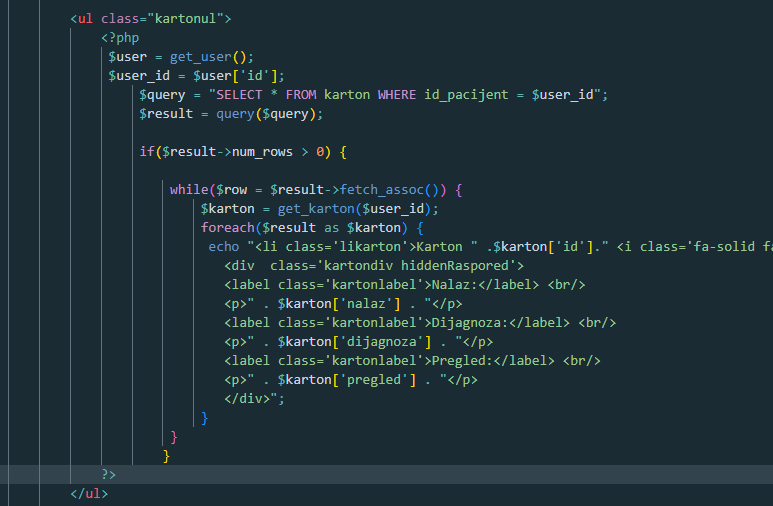 <ul class="kartonul">
<?php
$user = get_user();
$user_id = $user['id'];
$query = "SELECT * FROM karton WHERE id_pacijent = $user_id";
$result = query($query);
if($result->num_rows > 0) {
while($row = $result->fetch_assoc()) {
$karton = get_karton($user_id);
foreach($result as $karton) {
echo "<li class='likarton'>Karton " .$karton['id']." <i class='fa-solid fa
<div  class='kartondiv hiddenRaspored'>
<label class='kartonlabel'>Nalaz:</label> <br/>
<p>" . $karton['nalaz'] . "</p>
<label class='kartonlabel'>Dijagnoza:</label> <br/>
<p>" . $karton['dijagnoza'] . "</p>
<label class='kartonlabel'>Pregled:</label> <br/>
<p>" . $karton['pregled'] . "</p>
</div>";
}
}
}
?>
</ul>